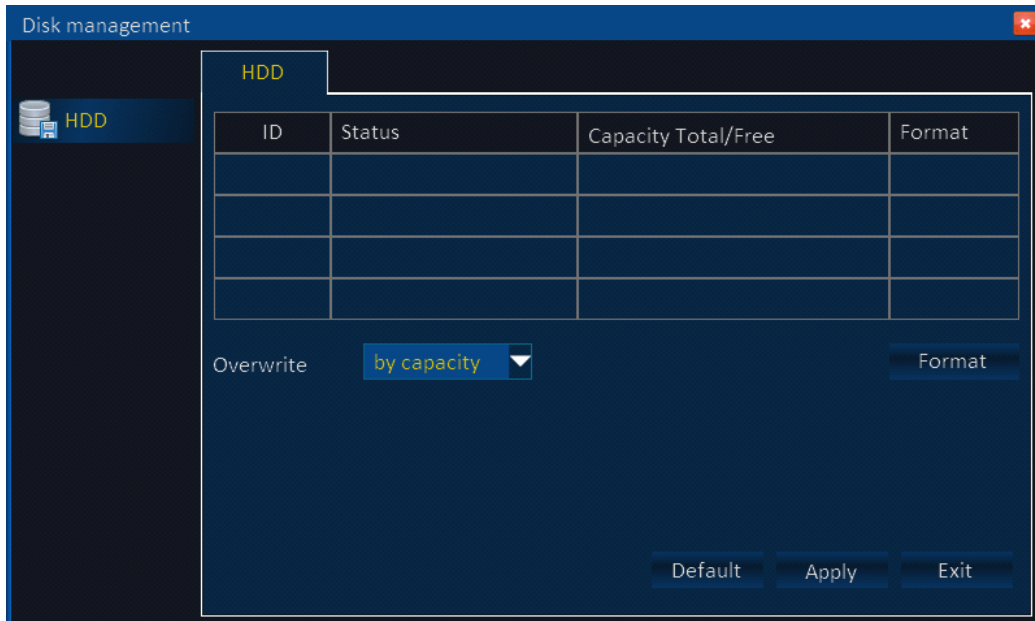 Disk management
HDD
HDD
ID Status Capacity Total/Free Format
Overwrite by capacity Format
Default Apply Exit